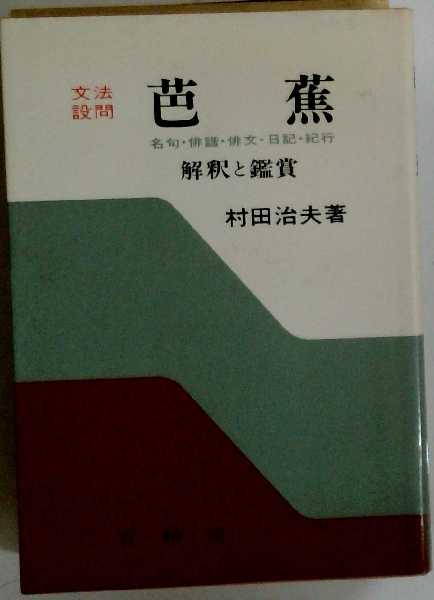 文法
設問
芭蕉
名句・俳諧・俳文・日記・紀行
解釈と鑑賞
村田治夫著